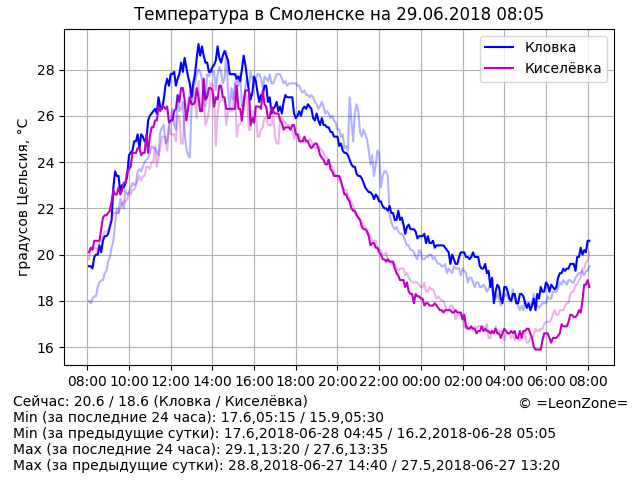 Температура в Смоленске на 29.06.2018 08:05
Кловка
Киселёвка
градусов Цельсия, °C
28
26
24
22
20
18
16
08:00 10:00 12:00 14:00 16:00 18:00 20:00 22:00 00:00 02:00 04:00 06:00 08:00
Сейчас: 20.6 / 18.6 (Кловка / Киселёвка)
© =LeonZone=
Min (за последние 24 часа): 17.6,05:15 / 15.9,05:30
Min (за предыдущие сутки): 17.6,2018-06-28 04:45 / 16.2,2018-06-28 05:05
Max (за последние 24 часа): 29.1,13:20 / 27.6,13:35
Max (за предыдущие сутки): 28.8,2018-06-27 14:40 / 27.5,2018-06-27 13:20